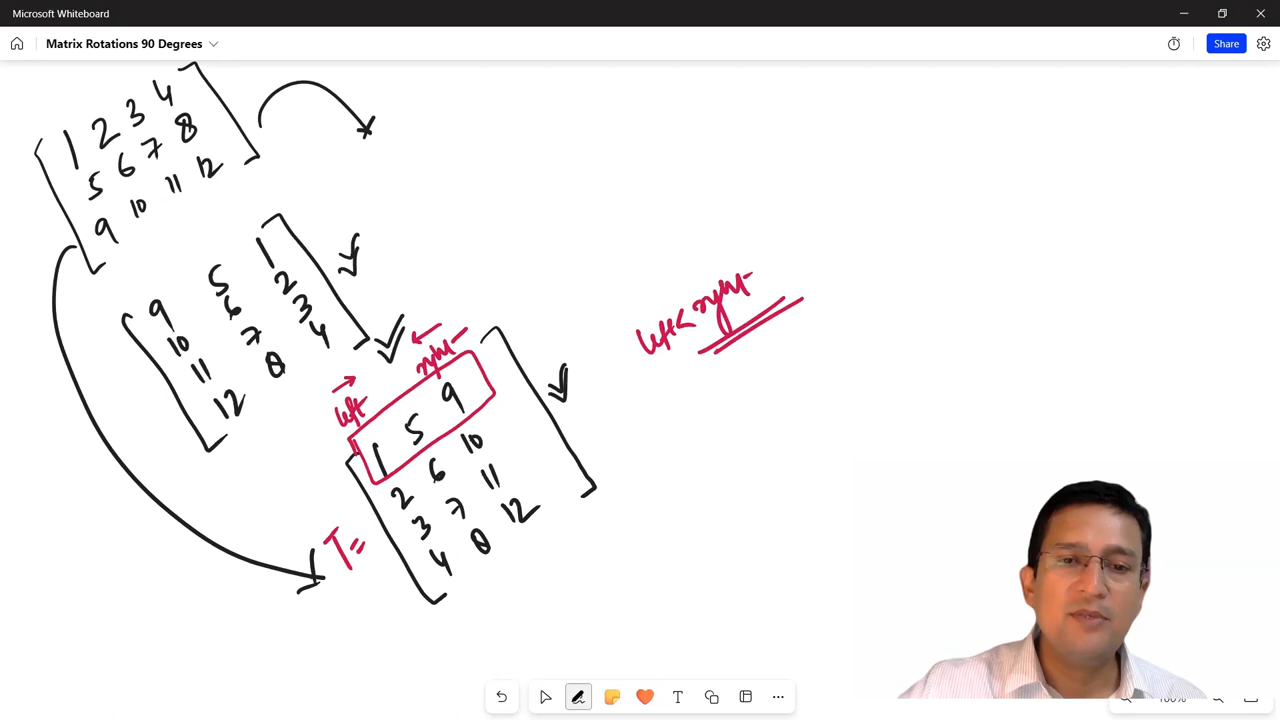 Microsoft Whiteboard
Matrix Rotations 90 Degrees
Share
1 2 3 4
5 6 7 8
9 10 11 12
9 5 1
10 6 2
11 7 3
12 8 4
left < right
left right
T=
1 5 9
2 6 10
3 7 11
4 8 12
T
100%